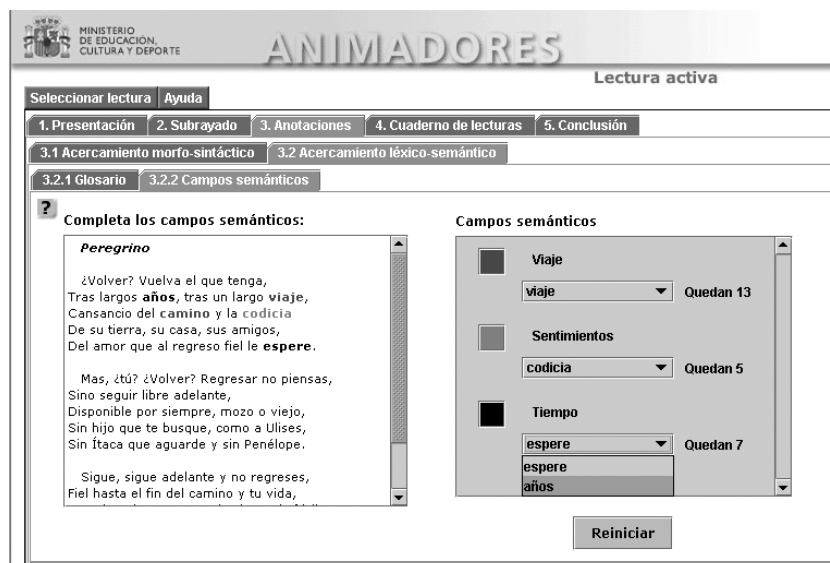 MINISTERIO
DE EDUCACIÓN,
CULTURA Y DEPORTE
ANIMADORES
Lectura activa
Seleccionar lectura Ayuda
1. Presentación 2. Subrayado 3. Anotaciones 4. Cuaderno de lecturas 5. Conclusión
3.1 Acercamiento morfo-sintáctico 3.2 Acercamiento léxico-semántico
3.2.1 Glosario 3.2.2 Campos semánticos
?
Completa los campos semánticos:
Peregrino
¿Volver? Vuelva el que tenga,
Tras largos años, tras un largo viaje,
Cansancio del camino y la codicia
De su tierra, su casa, sus amigos,
Del amor que al regreso fiel le espere.
Mas, ¿tú? ¿Volver? Regresar no piensas,
Sino seguir libre adelante,
Disponible por siempre, mozo o viejo,
Sin hijo que te busque, como a Ulises,
Sin Ítaca que aguarde y sin Penélope.
Sigue, sigue adelante y no regreses,
Fiel hasta el fin del camino y tu vida,
Campos semánticos
Viaje
viaje Quedan 13
Sentimientos
codicia Quedan 5
Tiempo
espere Quedan 7
espere
años
Reiniciar